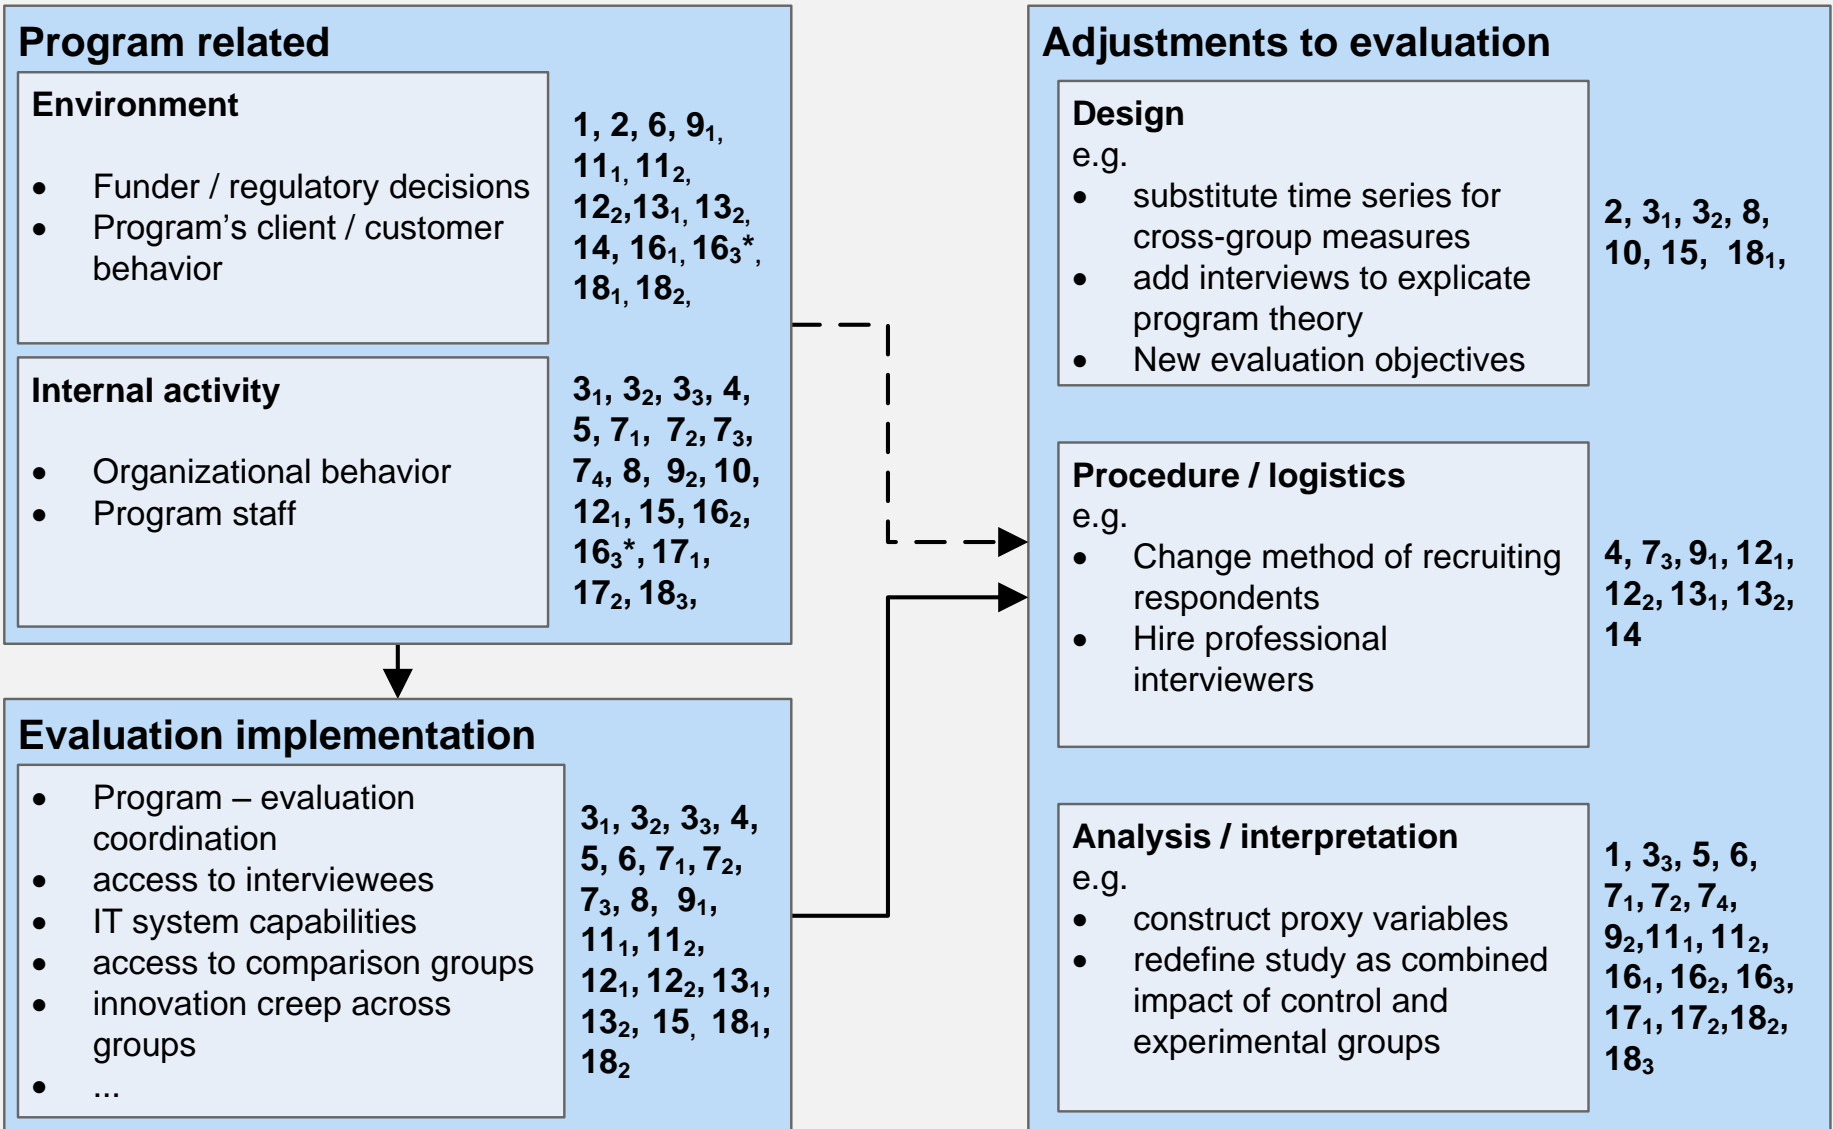 Program related
Environment
• Funder / regulatory decisions
• Program’s client / customer
behavior
1, 2, 6, 9₁,
11₁, 11₂,
12₂,13₁, 13₂,
14, 16₁, 16₃*,
18₁, 18₂,
Internal activity
• Organizational behavior
• Program staff
3₁, 3₂, 3₃, 4,
5, 7₁, 7₂, 7₃,
7₄, 8, 9₂, 10,
12₁, 15, 16₂,
16₃*, 17₁,
17₂, 18₃,
Evaluation implementation
• Program – evaluation
coordination
• access to interviewees
• IT system capabilities
• access to comparison groups
• innovation creep across
groups
• ...
3₁, 3₂, 3₃, 4,
5, 6, 7₁, 7₂,
7₃, 8, 9₁,
11₁, 11₂,
12₁, 12₂, 13₁,
13₂, 15, 18₁,
18₂
Adjustments to evaluation
Design
e.g.
• substitute time series for
cross-group measures
• add interviews to explicate
program theory
• New evaluation objectives
2, 3₁, 3₂, 8,
10, 15, 18₁,
Procedure / logistics
e.g.
• Change method of recruiting
respondents
• Hire professional
interviewers
4, 7₃, 9₁, 12₁,
12₂, 13₁, 13₂,
14
Analysis / interpretation
e.g.
• construct proxy variables
• redefine study as combined
impact of control and
experimental groups
1, 3₃, 5, 6,
7₁, 7₂, 7₄,
9₂,11₁, 11₂,
16₁, 16₂, 16₃,
17₁, 17₂,18₂,
18₃